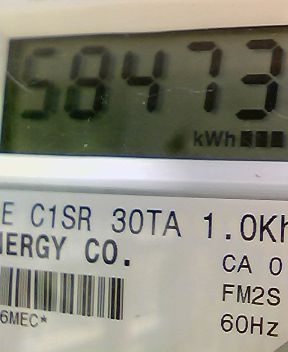 58473
kWh
E C1SR 30TA 1.0Kh
NERGY CO.
CA 0
FM2S
6MEC*
60Hz